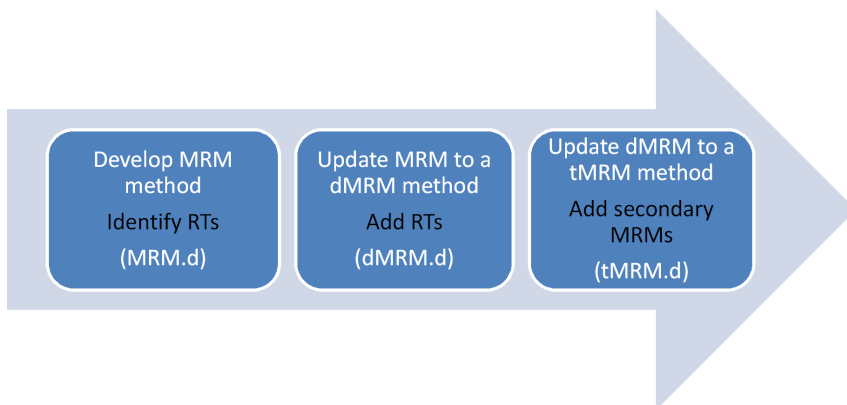 Develop MRM
method
Identify RTs
(MRM.d)
Update MRM to a
dMRM method
Add RTs
(dMRM.d)
Update dMRM to a
tMRM method
Add secondary
MRMs
(tMRM.d)